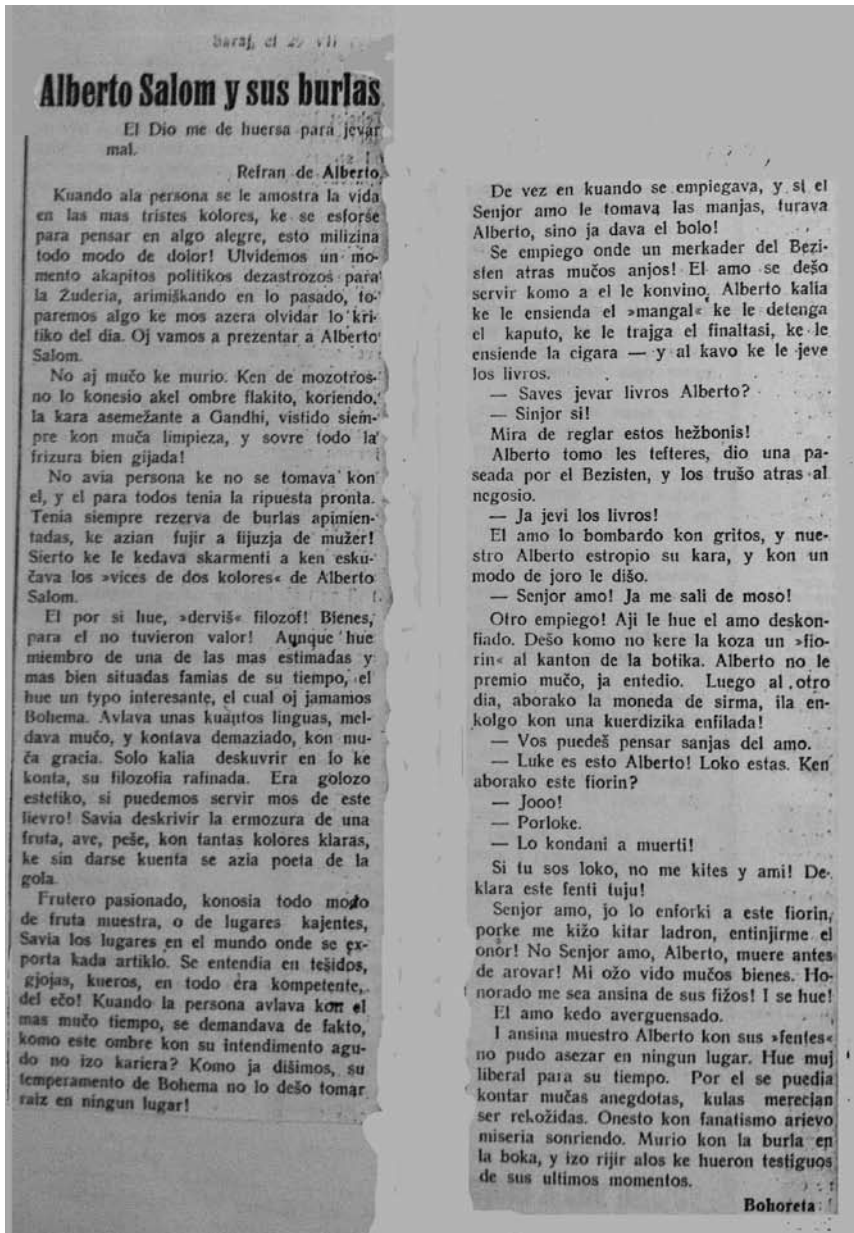 Saraj, el 29 VII
Alberto Salom y sus burlas
El Dio me de huersa para jevar
mal.
Refran de Alberto.
Kuando ala persona se le amostra la vida
en las mas tristes kolores, ke se esforse
para pensar en algo alegre, esto milizina
todo modo de dolor! Ulvidemos un mo-
mento akapitos politikos dezastrozos para
la Žuderia, arimiškando en lo pasado, to-
paremos algo ke mos azera olvidar lo kri-
tiko del dia. Oj vamos a prezentar a Alberto
Salom.
No aj mučo ke murio. Ken de mozotros
no lo konesio akel ombre flakito, koriendo,
la kara asemežante a Gandhi, vistido siem-
pre kon muča limpieza, y sovre todo la
frizura bien gijada!
No avia persona ke no se tomava kon
el, y el para todos tenia la ripuesta pronta.
Tenia siempre rezerva de burlas apimien-
tadas, ke azian fujir a fijuzja de mužer!
Sierto ke le kedava skarmenti a ken esku-
čava los »vices de dos kolores« de Alberto
Salom.
El por si hue, »derviš« filozof! Bienes,
para el no tuvieron valor! Aunque hue
miembro de una de las mas estimadas y
mas bien situadas famias de su tiempo, el
hue un typo interesante, el cual oj jamamos
Bohema. Avlava unas kuantos linguas, mel-
dava mučo, y kontava demaziado, kon mu-
ča gracia. Solo kalia deskuvrir en lo ke
konta, su filozofia rafinada. Era golozo
estetiko, si puedemos servir mos de este
lievro! Savia deskrivir la ermozura de una
fruta, ave, peše, kon tantas kolores klaras,
ke sin darse kuenta se azia poeta de la
gola.
Frutero pasionado, konosia todo modo
de fruta muestra, o de lugares kajentes,
Savia los lugares en el mundo onde se ex-
porta kada artiklo. Se entendia en tešidos,
gjojas, kueros, en todo éra kompetente,
del ečo! Kuando la persona avlava kon el
mas mučo tiempo, se demandava de fakto,
komo este ombre kon su intendimento agu-
do no izo kariera? Komo ja dišimos, su
temperamento de Bohema no lo dešo tomar
raiz en ningun lugar!
De vez en kuando se empiegava, y si el
Senjor amo le tomava las manjas, turava
Alberto, sino ja dava el bolo!
Se empiego onde un merkader del Bezi-
sten atras mučos anjos! El amo se dešo
servir komo a el le konvino, Alberto kalia
ke le ensienda el »mangal« ke le detenga
el kaputo, ke le trajga el finaltasi, ke le
ensiende la cigara — y al kavo ke le jeve
los livros.
— Saves jevar livros Alberto?
— Sinjor si!
Mira de reglar estos hežbonis!
Alberto tomo les tefteres, dio una pa-
seada por el Bezisten, y los trušo atras al
negosio.
— Ja jevi los livros!
El amo lo bombardo kon gritos, y nue-
stro Alberto estropio su kara, y kon un
modo de joro le dišo.
— Senjor amo! Ja me sali de moso!
Otro empiego! Aji le hue el amo deskon-
fiado. Dešo komo no kere la koza un »fio-
rin« al kanton de la botika. Alberto no le
premio mučo, ja entedio. Luego al otro
dia, aborako la moneda de sirma, ila en-
kolgo kon una kuerdizika enfilada!
— Vos puedeš pensar sanjas del amo.
— Luke es esto Alberto! Loko estas. Ken
aborako este fiorin?
— Jooo!
— Porloke.
— Lo kondani a muerti!
Si tu sos loko, no me kites y ami! De-
klara este fenti tuju!
Senjor amo, jo lo enforki a este fiorin,
porke me kižo kitar ladron, entinjirme el
onor! No Senjor amo, Alberto, muere antes
de arovar! Mi ožo vido mučos bienes. Ho-
norado me sea ansina de sus fižos! I se hue!
El amo kedo averguensado.
I ansina muestro Alberto kon sus »fentes«
no pudo asezar en ningun lugar. Hue muj
liberal para su tiempo. Por el se puedia
kontar mučas anegdotas, kulas merecian
ser rekožidas. Onesto kon fanatismo arievo
miseria sonriendo. Murio kon la burla en
la boka, y izo rijir alos ke hueron testiguos
de sus ultimos momentos.
Bohoreta